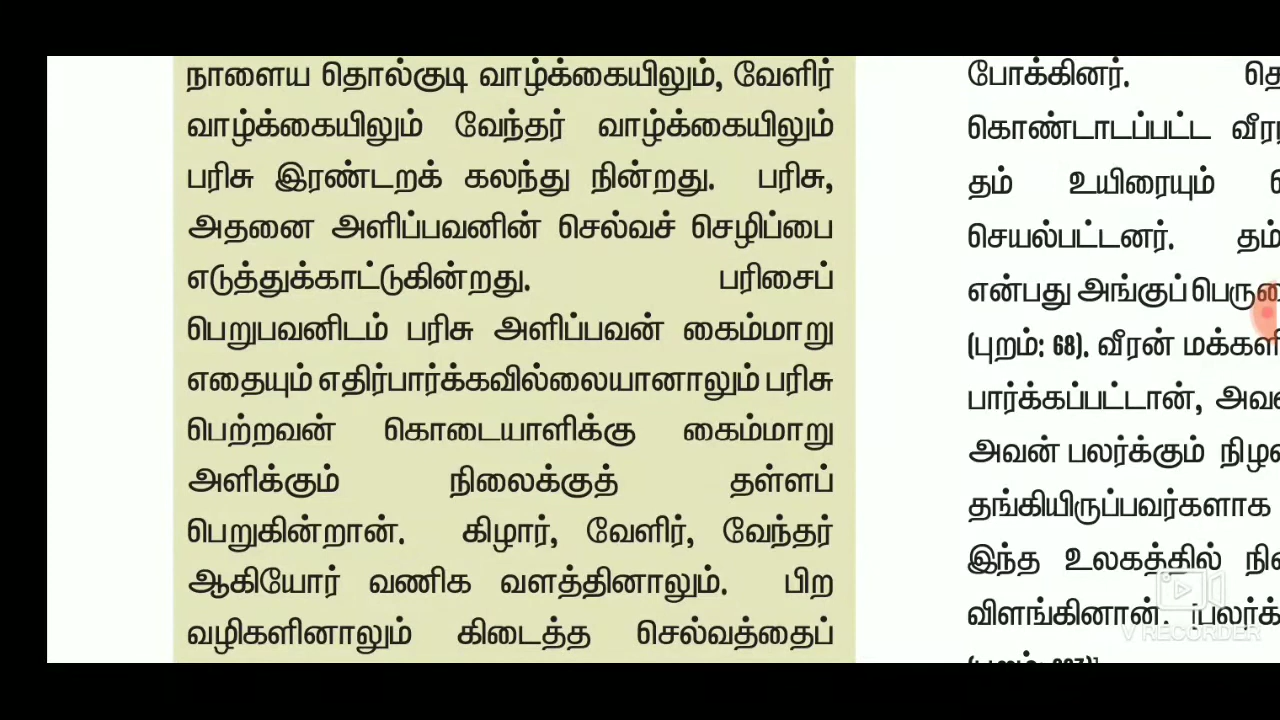 நாளைய தொல்குடி வாழ்க்கையிலும், வேளிர்
வாழ்க்கையிலும் வேந்தர் வாழ்க்கையிலும்
பரிசு இரண்டறக் கலந்து நின்றது. பரிசு,
அதனை அளிப்பவனின் செல்வச் செழிப்பை
எடுத்துக்காட்டுகின்றது. பரிசைப்
பெறுபவனிடம் பரிசு அளிப்பவன் கைம்மாறு
எதையும் எதிர்பார்க்கவில்லையானாலும் பரிசு
பெற்றவன் கொடையாளிக்கு கைம்மாறு
அளிக்கும் நிலைக்குத் தள்ளப்
பெறுகின்றான். கிழார், வேளிர், வேந்தர்
ஆகியோர் வணிக வளத்தினாலும். பிற
வழிகளினாலும் கிடைத்த செல்வத்தைப்
போக்கினர்.
கொண்டாடப்பட்ட
தம் உயிரையும்
செயல்பட்டனர்.
என்பது அங்குப்
(புறம்: 68). வீரன்
பார்க்கப்பட்டான்,
அவன் பலர்க்கும்
தங்கியிருப்பவர்களாக
இந்த உலகத்தில்
விளங்கினான்.
V RECORDER